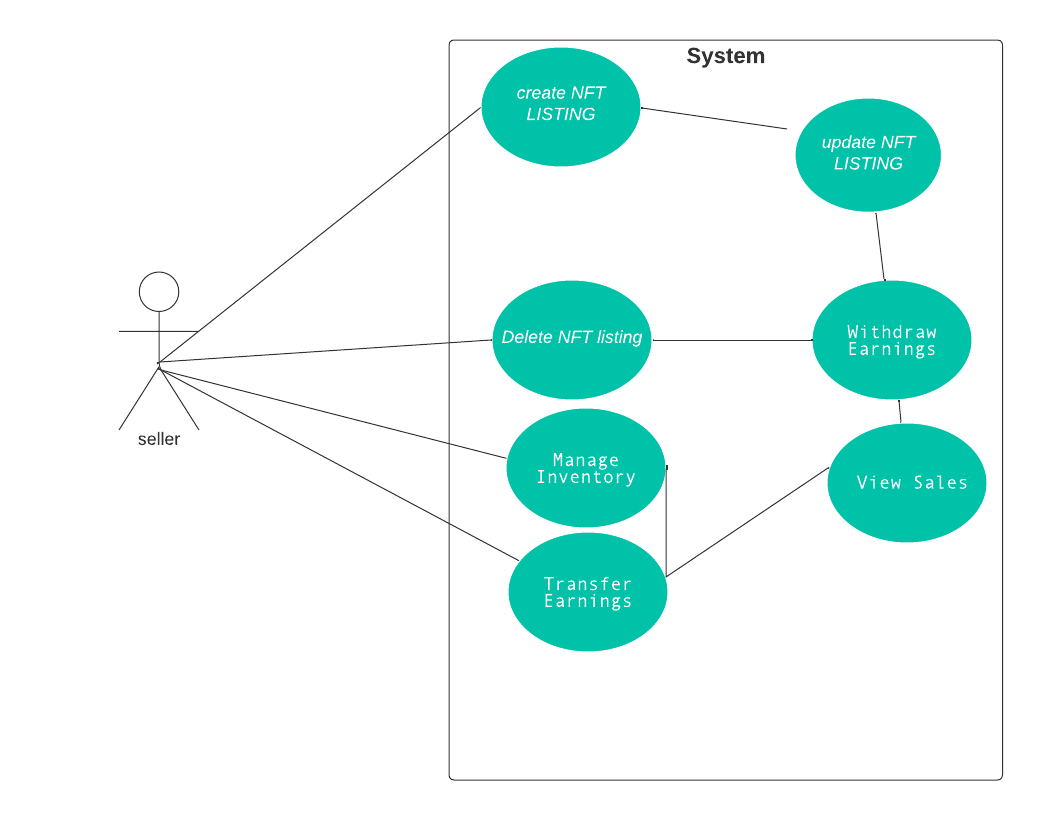 System
create NFT
LISTING
update NFT
LISTING
Delete NFT listing
Withdraw
Earnings
seller
Manage
Inventory
View Sales
Transfer
Earnings